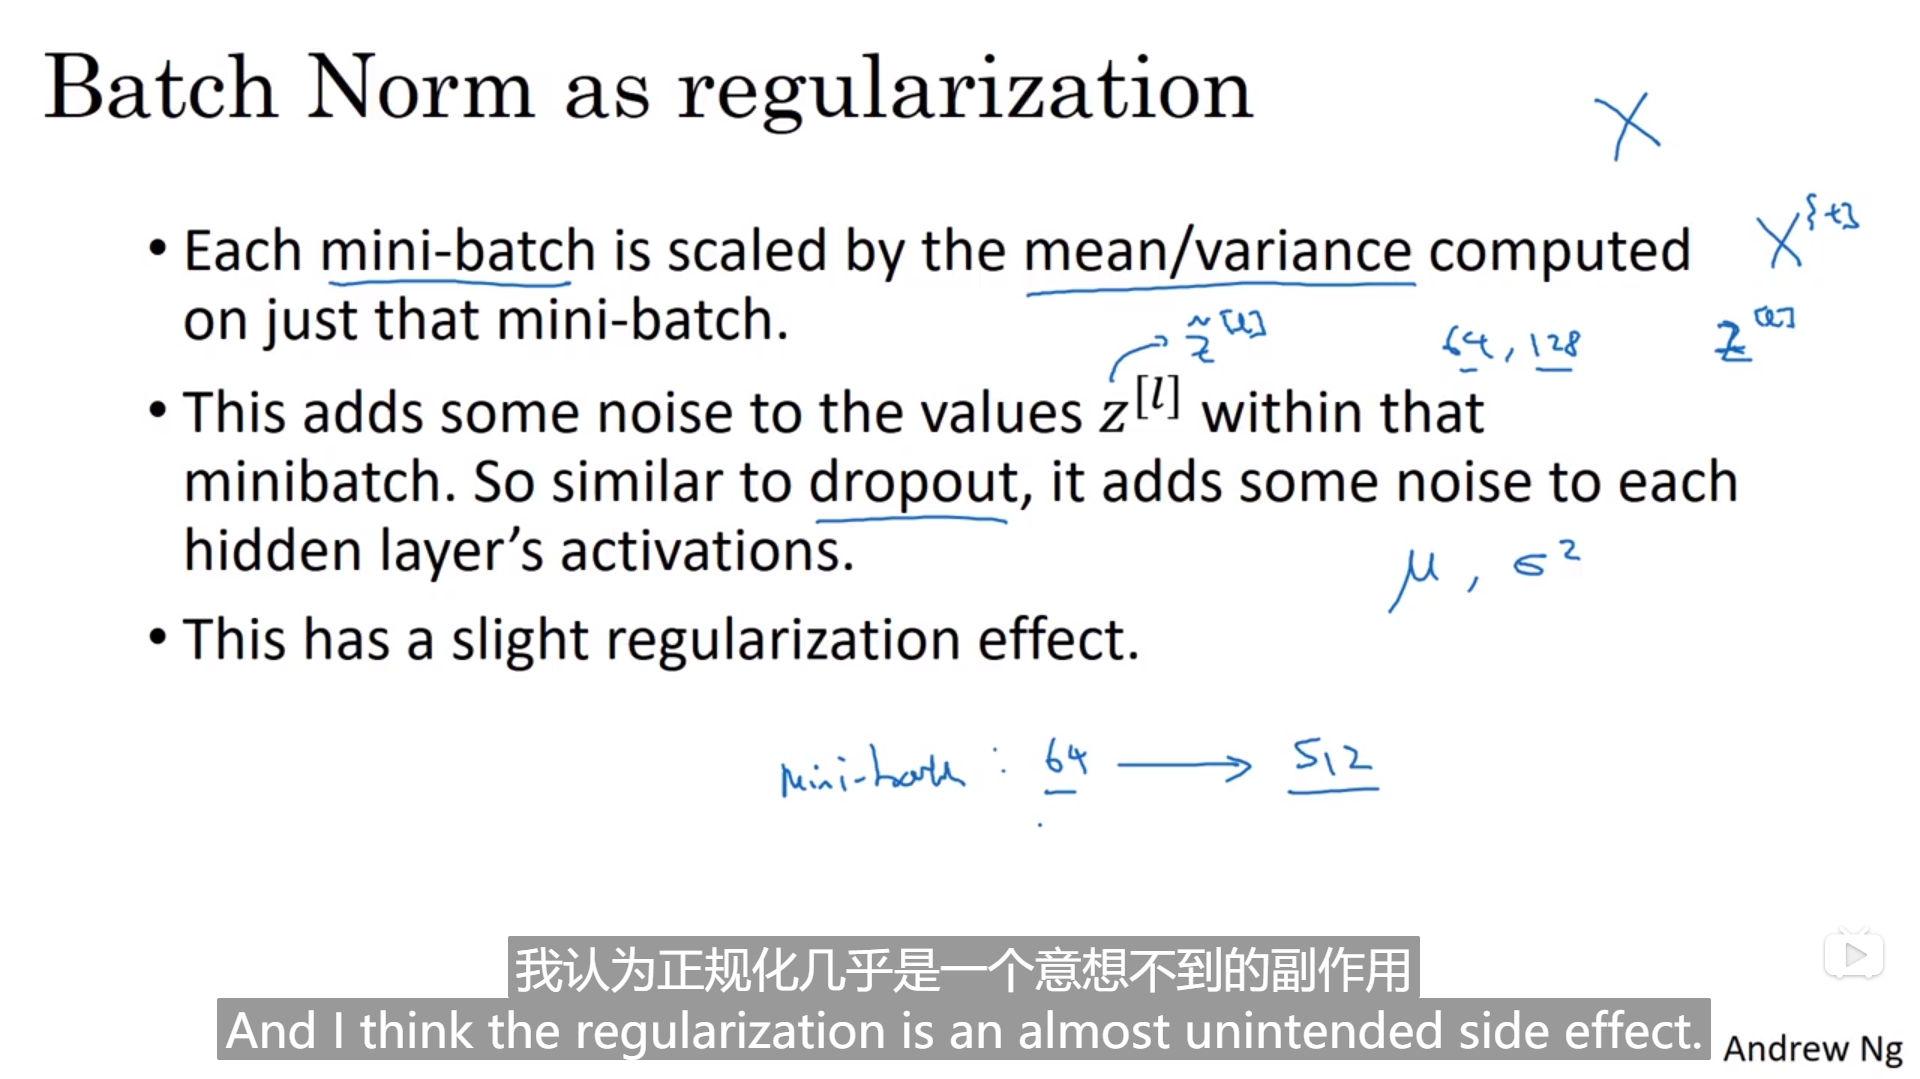 Batch Norm as regularization
X
• Each mini-batch is scaled by the mean/variance computed
X^{t}
on just that mini-batch.
z̃^[l]
64, 128
z^[l]
• This adds some noise to the values z^[l] within that
minibatch. So similar to dropout, it adds some noise to each
hidden layer’s activations.
μ, σ²
• This has a slight regularization effect.
mini-batch : 64 → 512
我认为正规化几乎是一个意想不到的副作用
And I think the regularization is an almost unintended side effect.
Andrew Ng